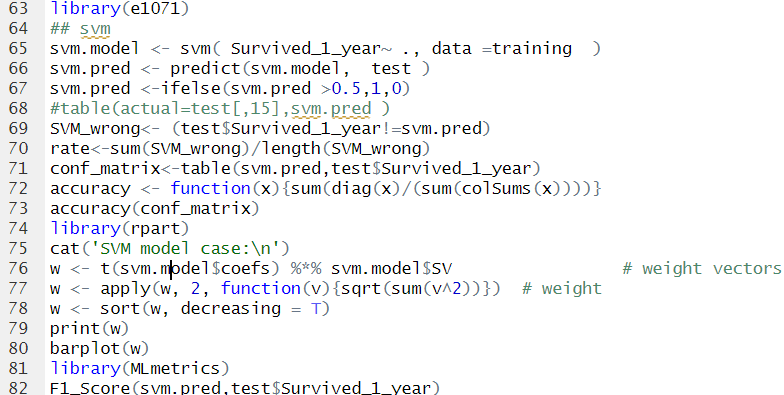 63 library(e1071)
64 ## svm
65 svm.model <- svm( Survived_1_year~ ., data =training  )
66 svm.pred <- predict(svm.model,  test )
67 svm.pred <-ifelse(svm.pred >0.5,1,0)
68 #table(actual=test[,15],svm.pred )
69 SVM_wrong<- (test$Survived_1_year!=svm.pred)
70 rate<-sum(SVM_wrong)/length(SVM_wrong)
71 conf_matrix<-table(svm.pred,test$Survived_1_year)
72 accuracy <- function(x){sum(diag(x)/(sum(colSums(x))))}
73 accuracy(conf_matrix)
74 library(rpart)
75 cat('SVM model case:\n')
76 w <- t(svm.model$coefs) %*% svm.model$SV # weight vectors
77 w <- apply(w, 2, function(v){sqrt(sum(v^2))})  # weight
78 w <- sort(w, decreasing = T)
79 print(w)
80 barplot(w)
81 library(MLmetrics)
82 F1_Score(svm.pred,test$Survived_1_year)